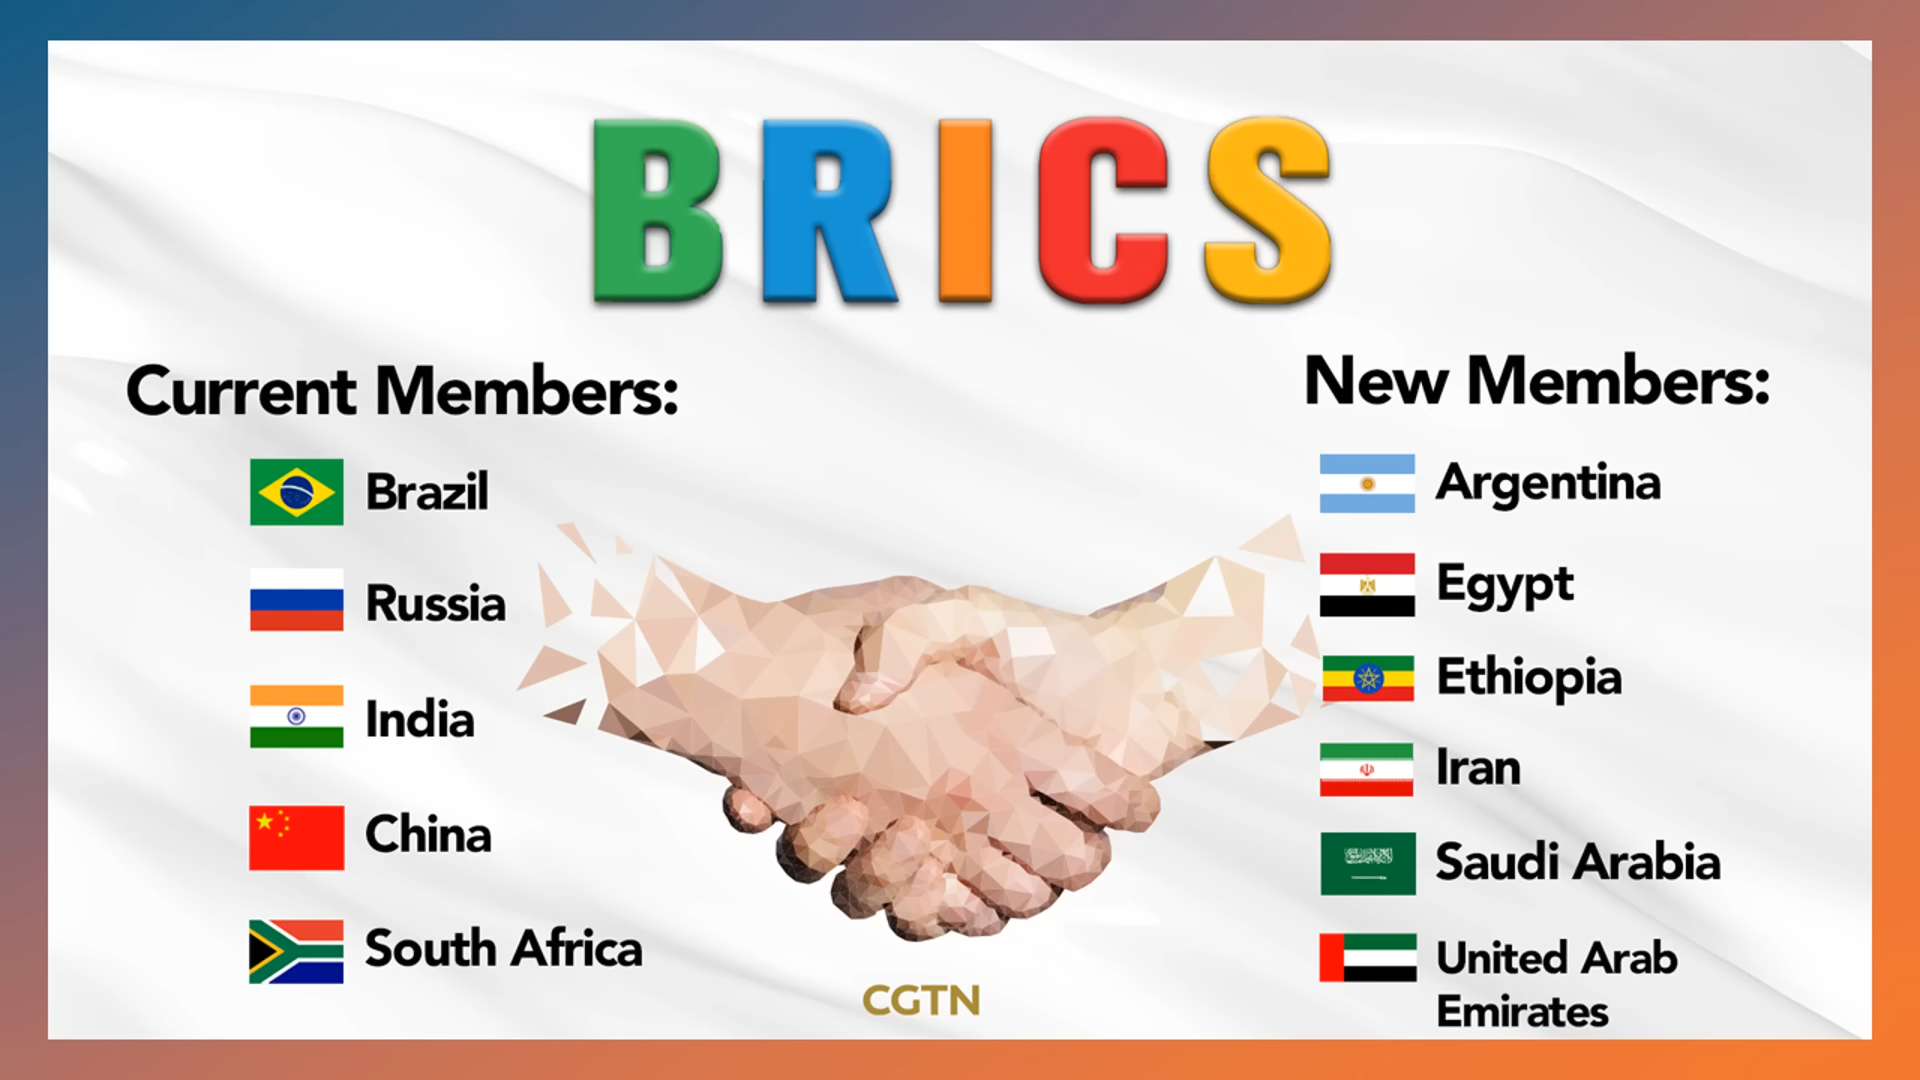 BRICS
Current Members:
Brazil
Russia
India
China
South Africa
New Members:
Argentina
Egypt
Ethiopia
Iran
Saudi Arabia
United Arab
Emirates
CGTN